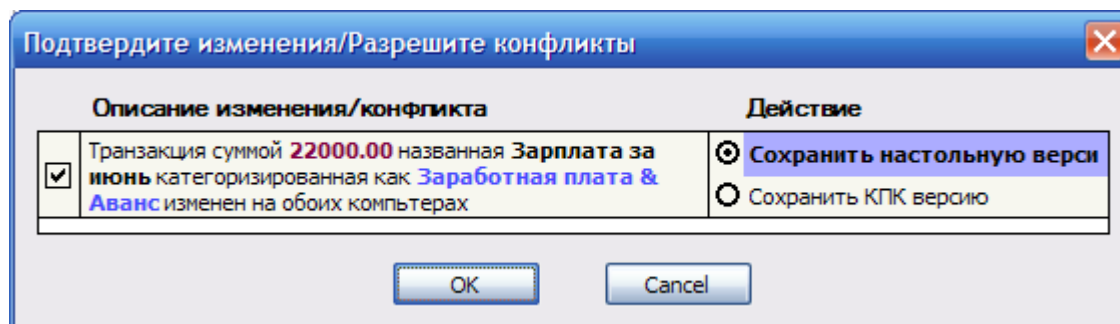 Подтвердите изменения/Разрешите конфликты
Описание изменения/конфликта Действие
Транзакция суммой 22000.00 названная Зарплата за
июнь категоризированная как Заработная плата &
Аванс изменен на обоих компьтерах
Сохранить настольную верси
Сохранить КПК версию
OK Cancel